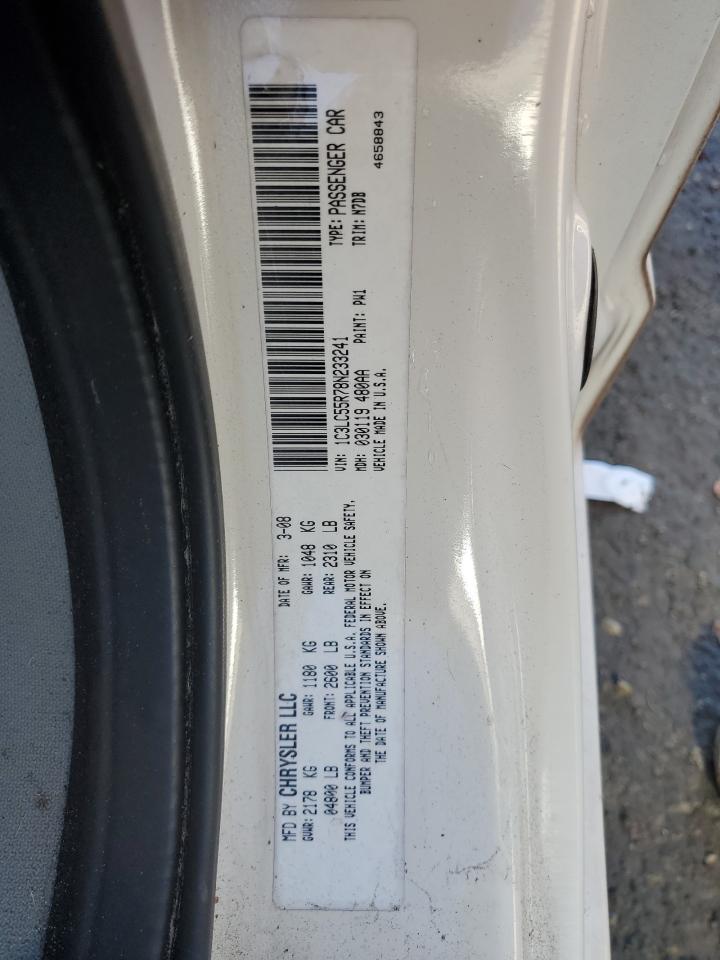 MFD BY CHRYSLER LLC DATE OF MFR: 3-08
GVWR: 2178 KG GAWR: 1180 KG GAWR: 1048 KG
04800 LB FRONT: 2600 LB REAR: 2310 LB
THIS VEHICLE CONFORMS TO ALL APPLICABLE U.S.A. FEDERAL MOTOR VEHICLE SAFETY,
BUMPER AND THEFT PREVENTION STANDARDS IN EFFECT ON
THE DATE OF MANUFACTURE SHOWN ABOVE.
VIN: 1C3LC55R78N233241 TYPE: PASSENGER CAR
MDH: 030119 480AA PAINT: PW1 TRIM: M7DB
VEHICLE MADE IN U.S.A. 4658843